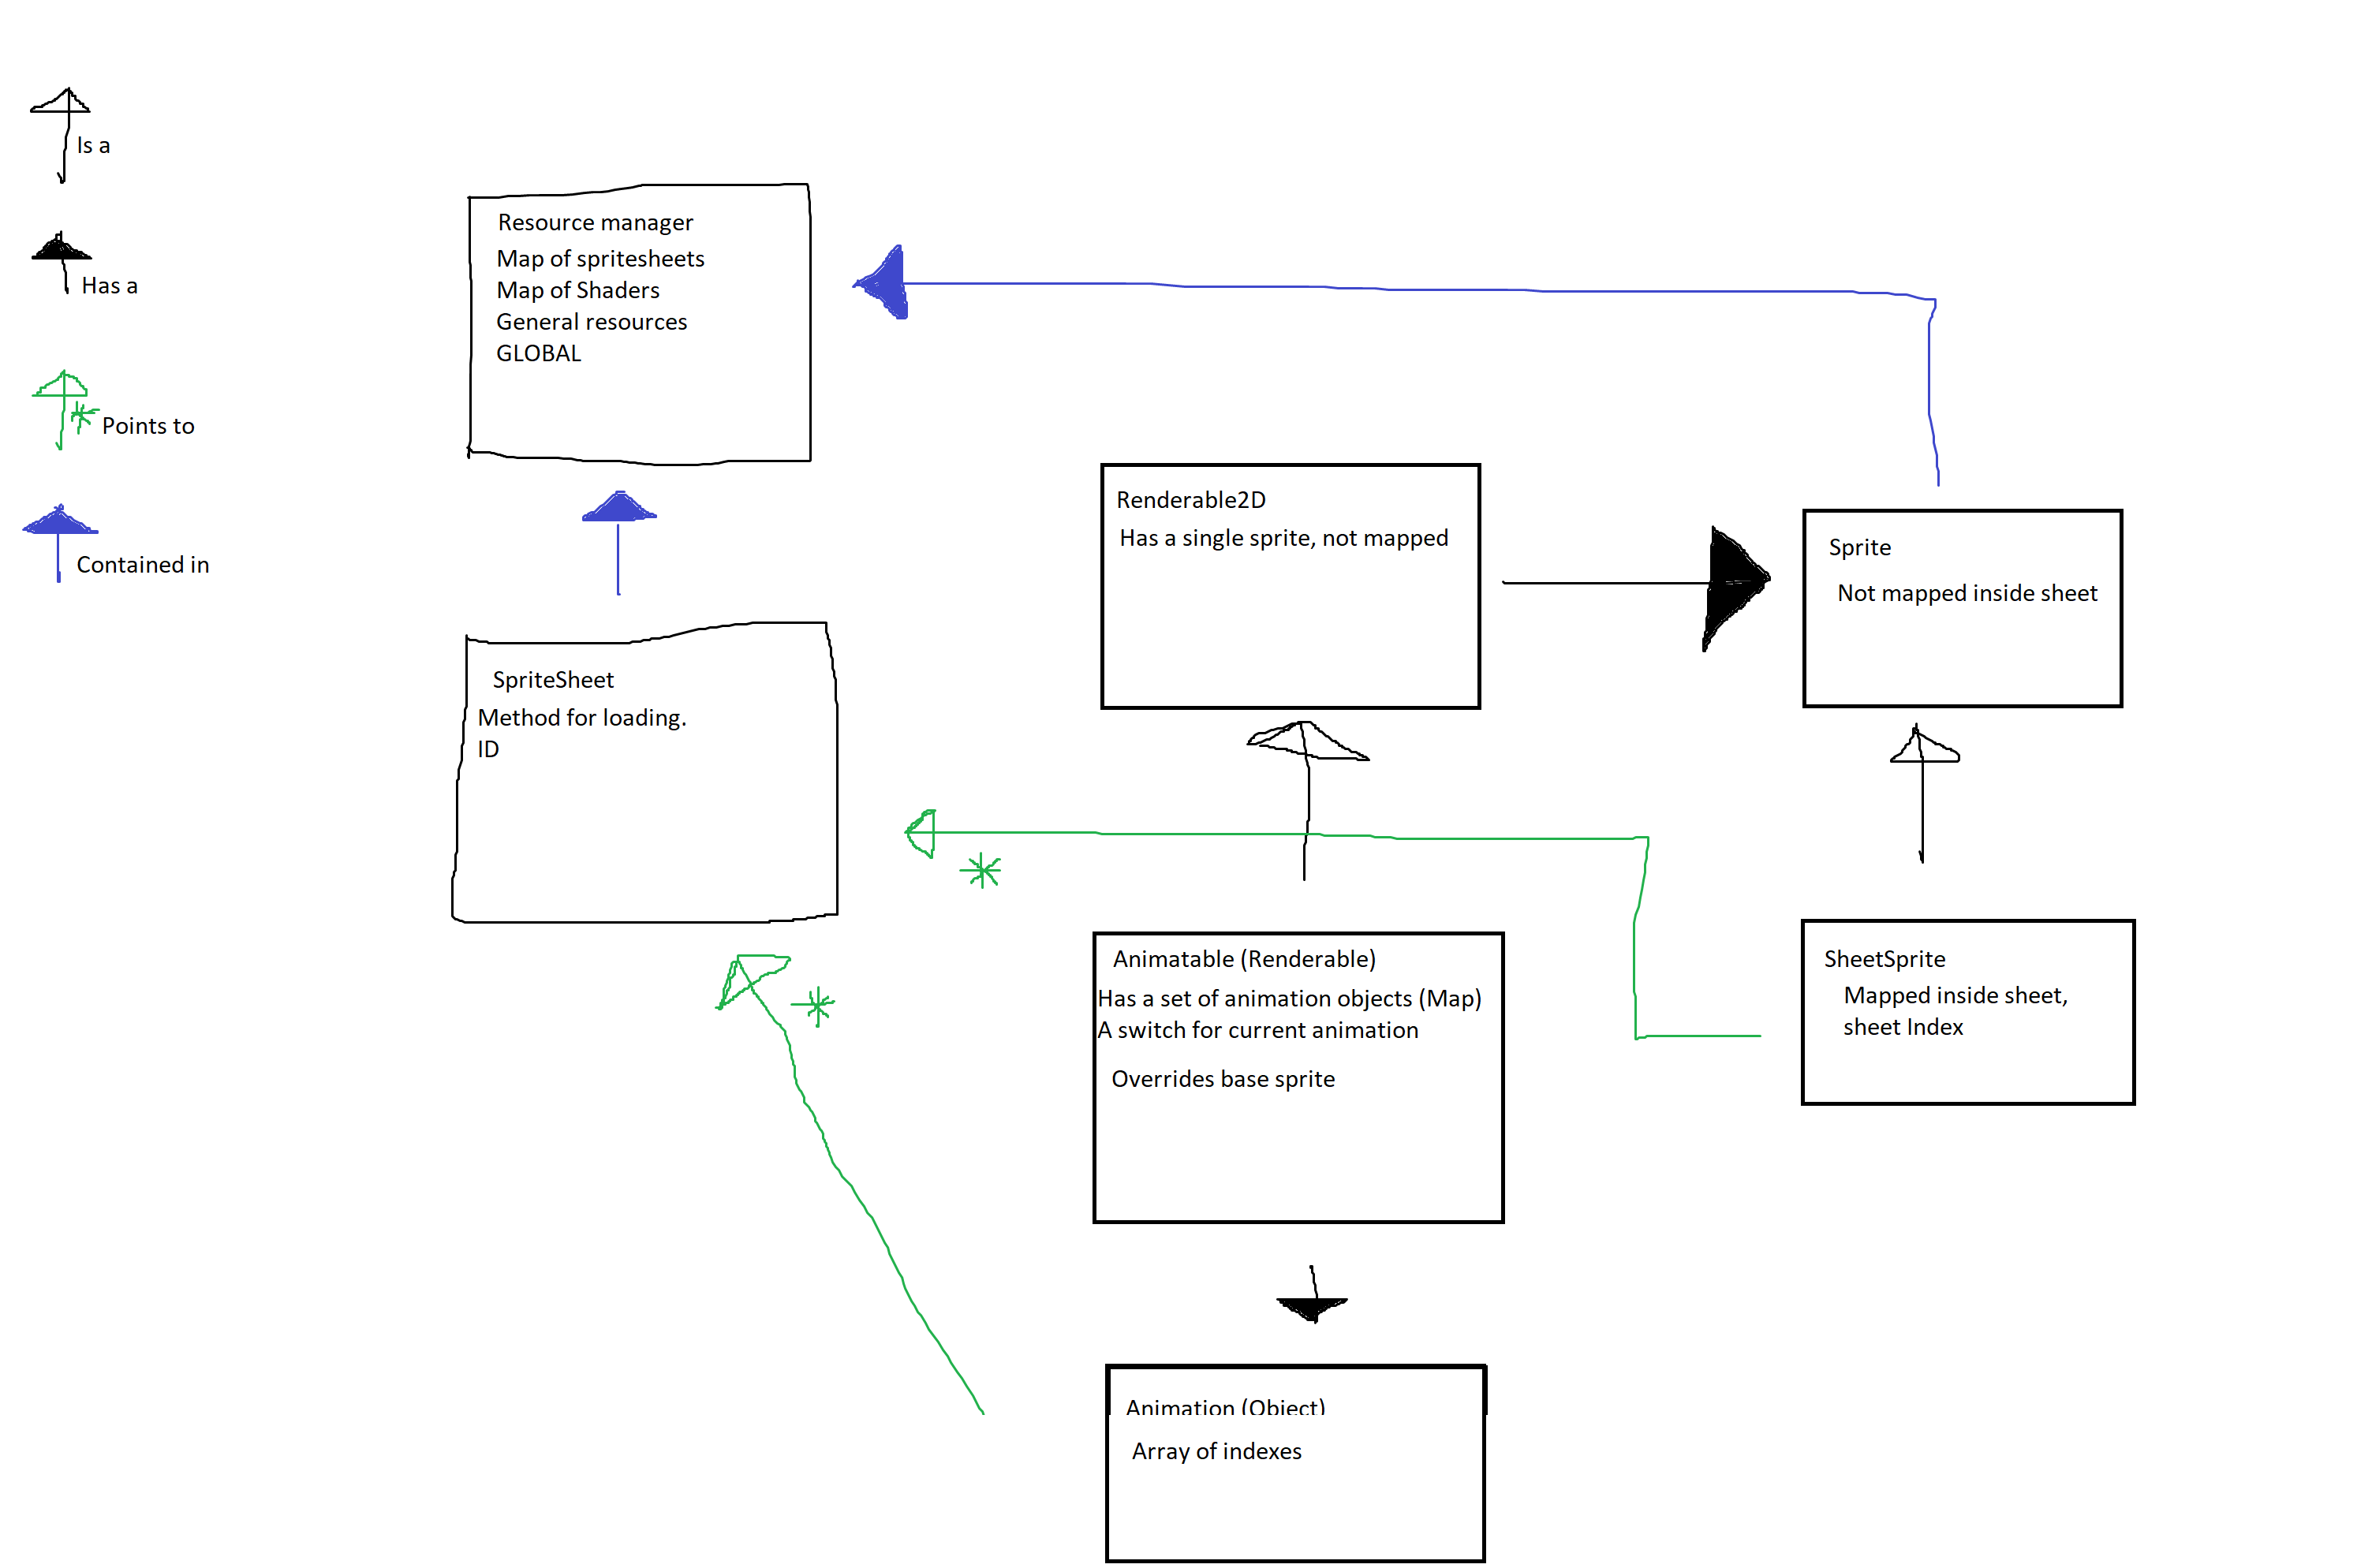 Is a
Has a
Points to
Contained in
Resource manager
Map of spritesheets
Map of Shaders
General resources
GLOBAL
SpriteSheet
Method for loading.
ID
Renderable2D
Has a single sprite, not mapped
Sprite
Not mapped inside sheet
Animatable (Renderable)
Has a set of animation objects (Map)
A switch for current animation
Overrides base sprite
SheetSprite
Mapped inside sheet,
sheet Index
Animation (Object)
Array of indexes